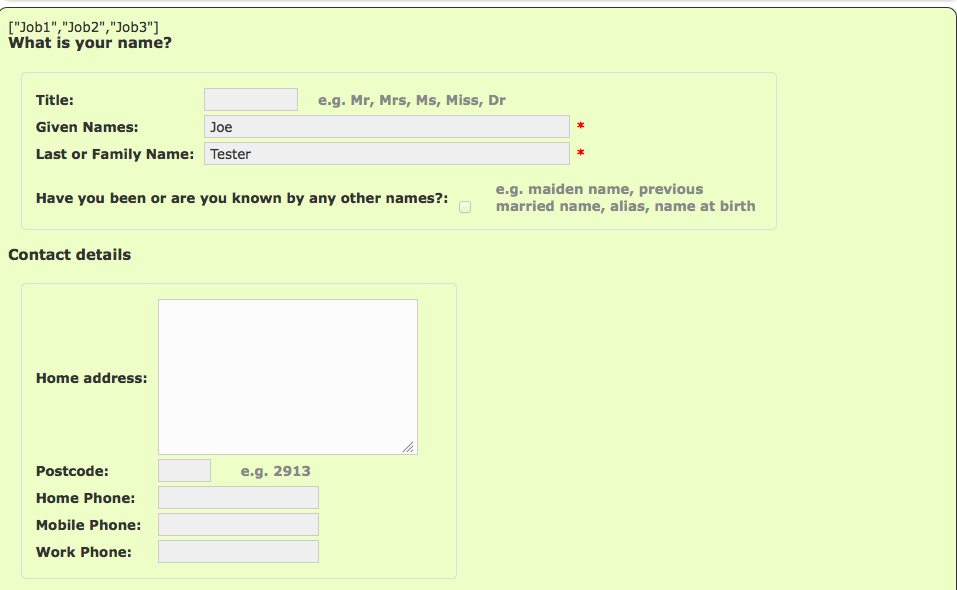 ["Job1","Job2","Job3"]
What is your name?
Title: e.g. Mr, Mrs, Ms, Miss, Dr
Given Names: Joe *
Last or Family Name: Tester *
Have you been or are you known by any other names?: e.g. maiden name, previous
married name, alias, name at birth
Contact details
Home address:
Postcode: e.g. 2913
Home Phone:
Mobile Phone:
Work Phone: